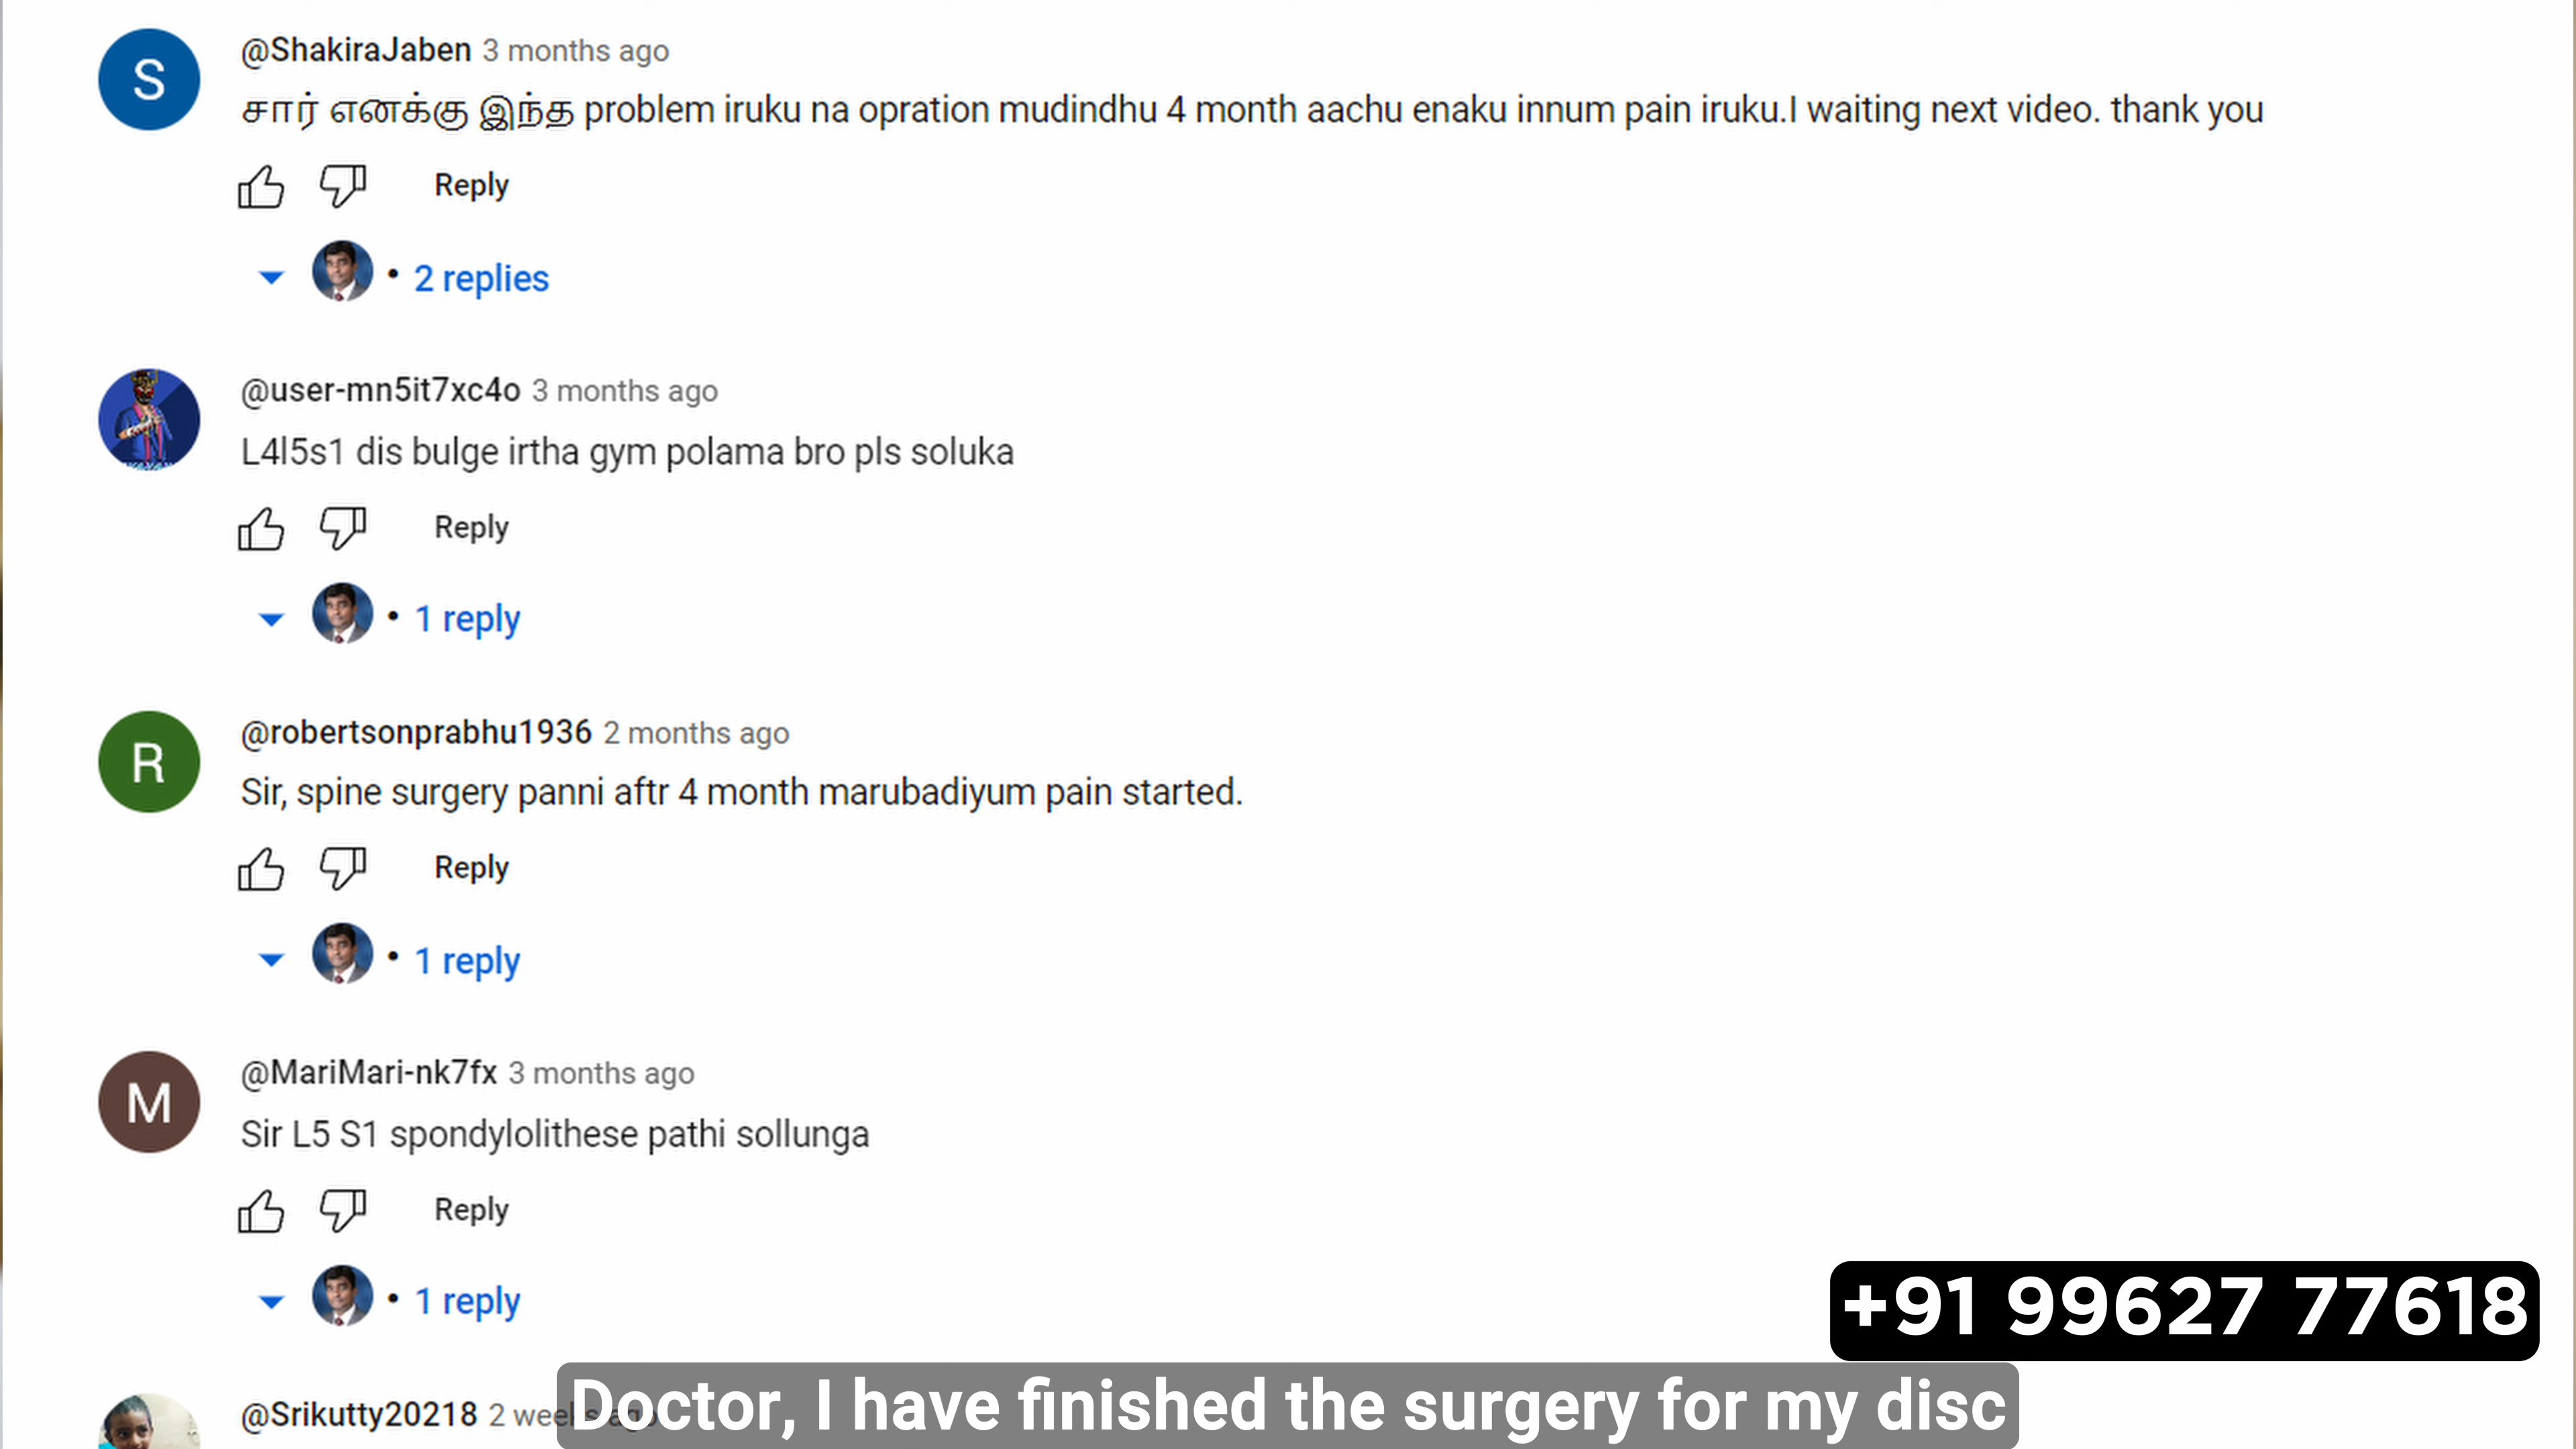 S
@ShakiraJaben 3 months ago
சார் எனக்கு இந்த problem iruku na opration mudindhu 4 month aachu enaku innum pain iruku.I waiting next video. thank you
Reply
• 2 replies
@user-mn5it7xc4o 3 months ago
L4l5s1 dis bulge irtha gym polama bro pls soluka
Reply
• 1 reply
R
@robertsonprabhu1936 2 months ago
Sir, spine surgery panni aftr 4 month marubadiyum pain started.
Reply
• 1 reply
M
@MariMari-nk7fx 3 months ago
Sir L5 S1 spondylolithese pathi sollunga
Reply
• 1 reply
+91 99627 77618
@Srikutty20218 2 weeks ago
Doctor, I have finished the surgery for my disc